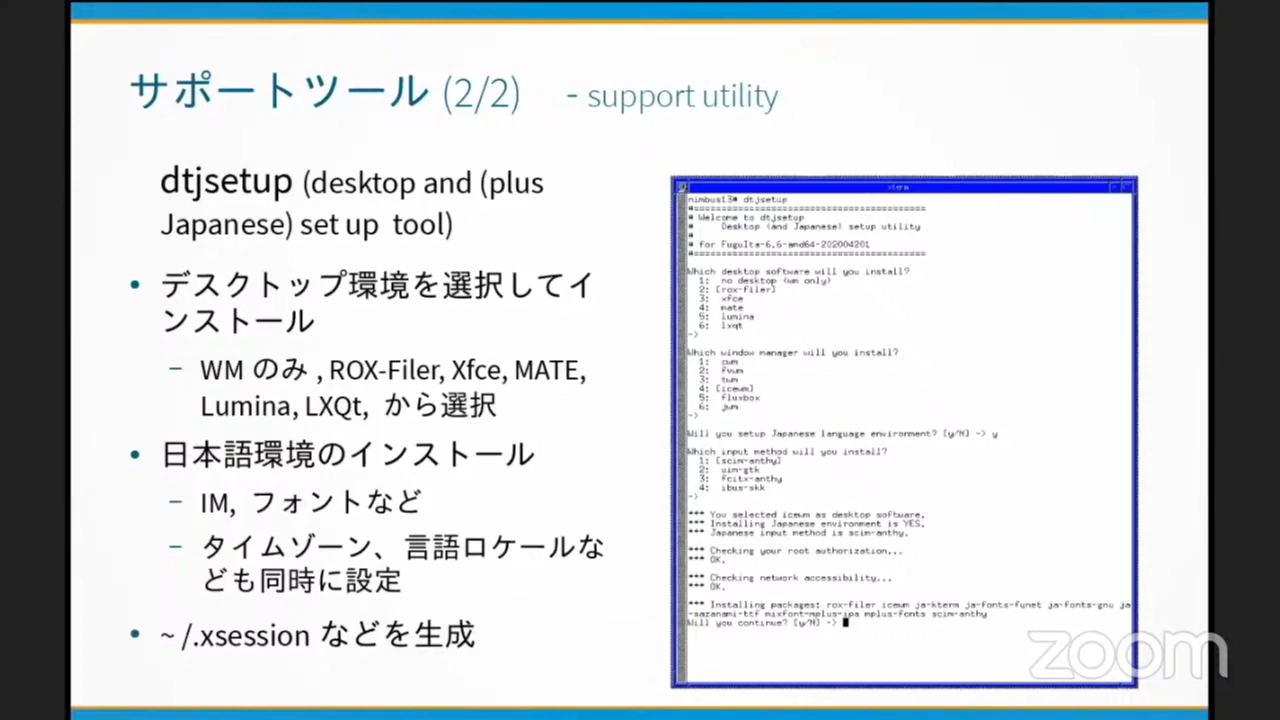 サポートツール (2/2) - support utility
dtjsetup (desktop and (plus
Japanese) set up tool)
• デスクトップ環境を選択してイ
ンストール
– WM のみ , ROX-Filer, Xfce, MATE,
Lumina, LXQt, から選択
• 日本語環境のインストール
– IM, フォントなど
– タイムゾーン、言語ロケールな
ども同時に設定
• ~ /.xsession などを生成
xterm
nimbus13# dtjsetup
#==========================================
# Welcome to dtjsetup
# Desktop (and Japanese) setup utility
#
# for FuguIta-6.6-amd64-202004201
#==========================================
Which desktop software will you install?
1: no desktop (wm only)
2: [rox-filer]
3: xfce
4: mate
5: lumina
6: lxqt
->
Which window manager will you install?
1: cwm
2: fvwm
3: twm
4: [icewm]
5: fluxbox
6: jwm
->
Will you setup Japanese language environment? [y/N] -> y
Which input method will you install?
1: [scim-anthy]
2: uim-gtk
3: fcitx-anthy
4: ibus-skk
->
*** You selected icewm as desktop software.
*** Installing Japanese environment is YES.
*** Japanese input method is scim-anthy.
*** Checking your root authorization...
*** OK.
*** Checking network accessibility...
*** OK.
*** Installing packages: rox-filer icewm ja-kterm ja-fonts-funet ja-fonts-gnu ja
-sazanami-ttf mixfont-mplus-ipa mplus-fonts scim-anthy
Will you continue? [y/N] ->
zoom